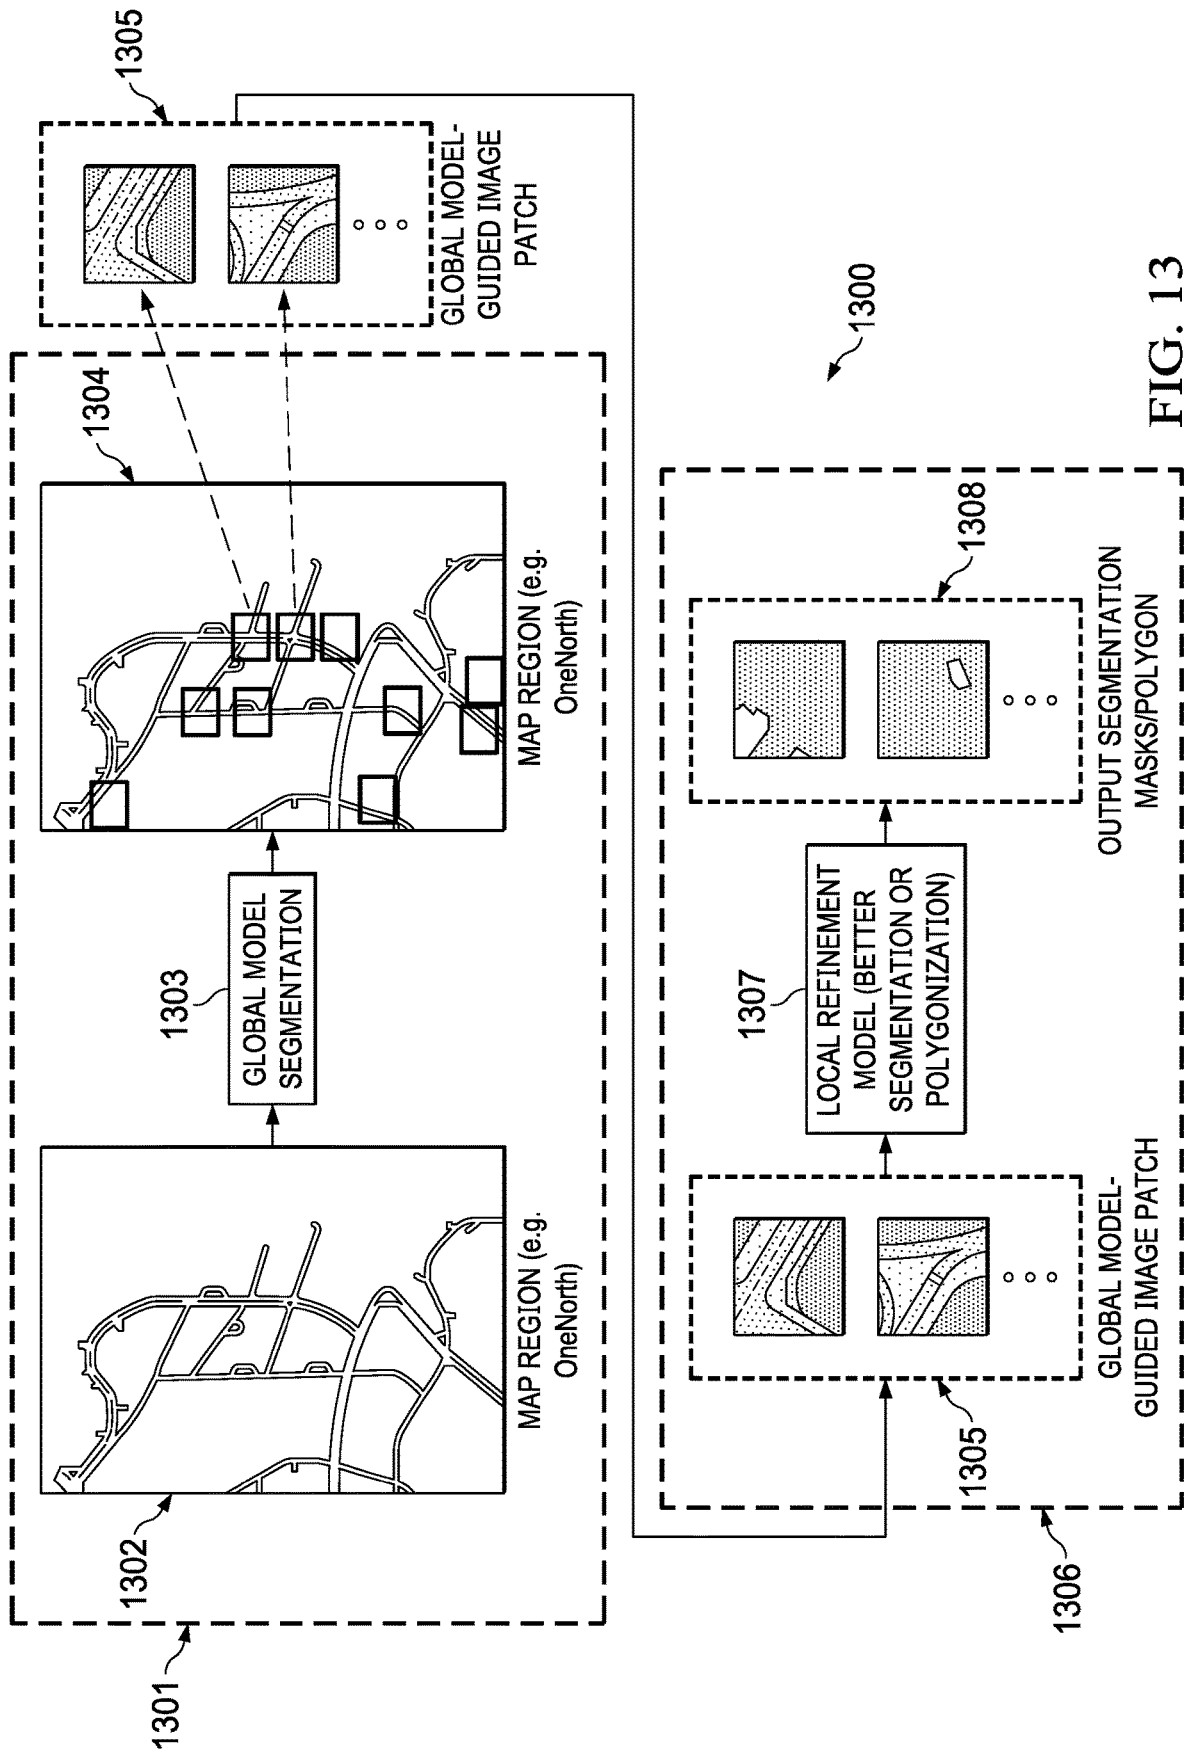 1301
1302
MAP REGION (e.g.
OneNorth)
1303
GLOBAL MODEL
SEGMENTATION
1304
MAP REGION (e.g.
OneNorth)
1305
GLOBAL MODEL-
GUIDED IMAGE
PATCH
1300
1306
1305
GLOBAL MODEL-
GUIDED IMAGE PATCH
1307
LOCAL REFINEMENT
MODEL (BETTER
SEGMENTATION OR
POLYGONIZATION)
1308
OUTPUT SEGMENTATION
MASKS/POLYGON
FIG. 13